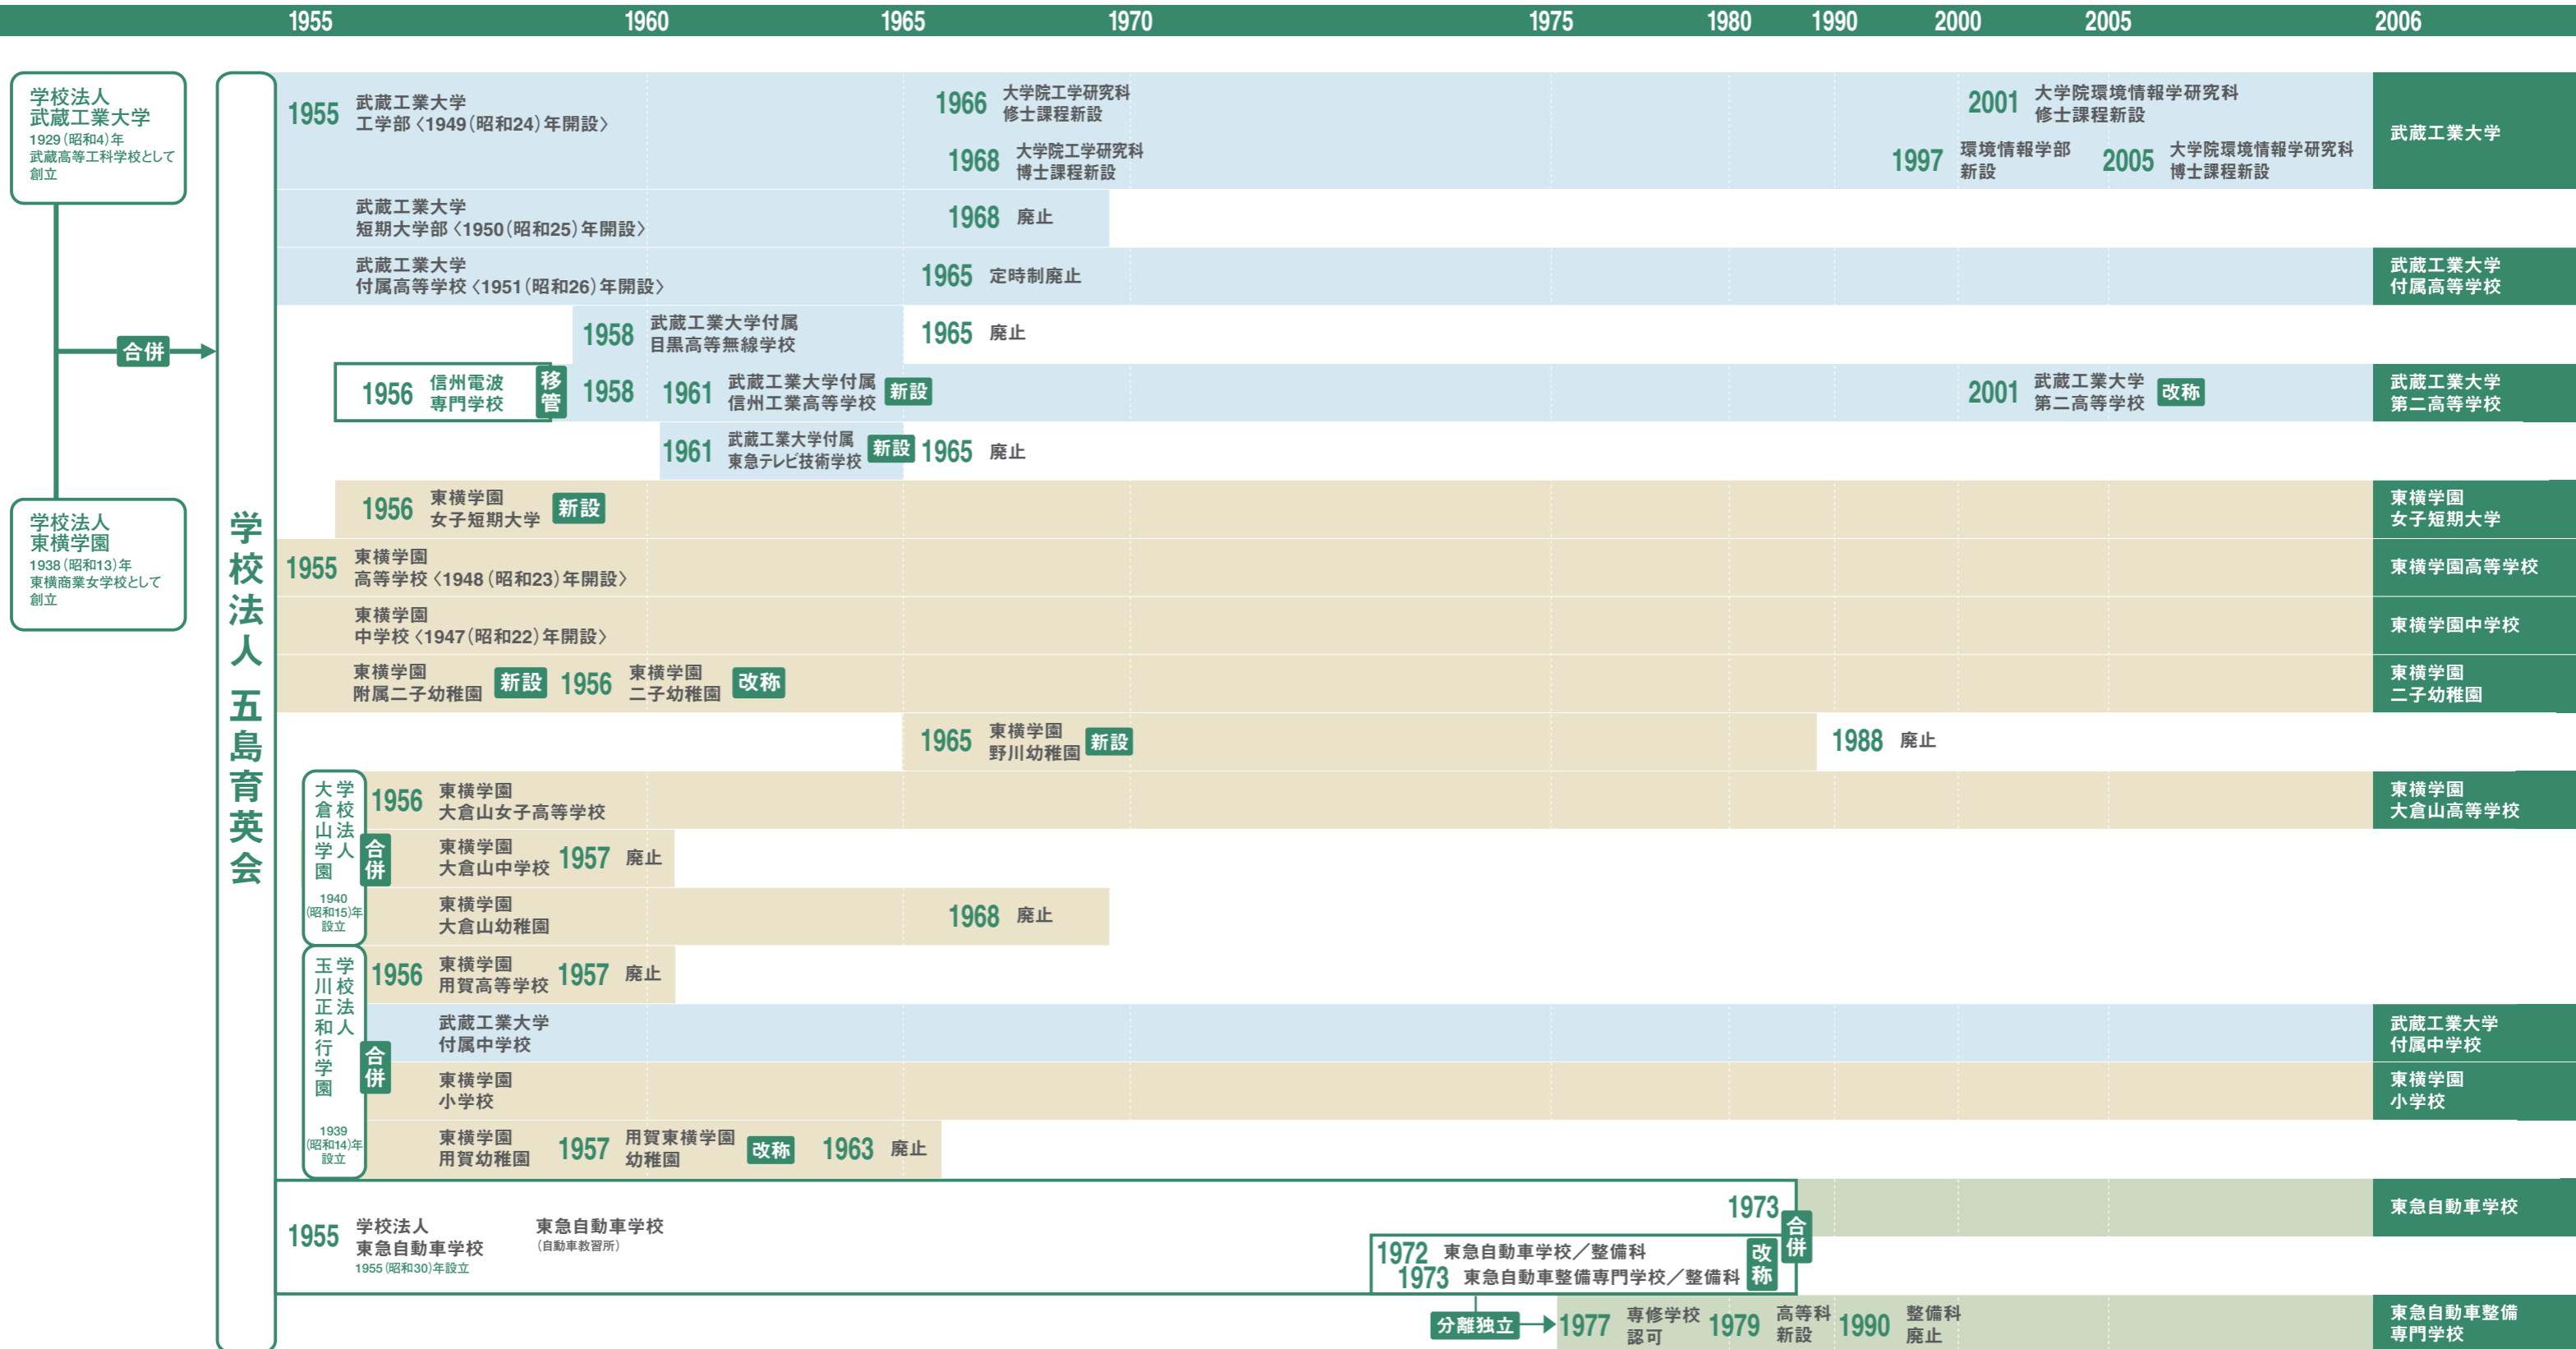 1955 1960 1965 1970 1975 1980 1990 2000 2005 2006
学校法人
武蔵工業大学
1929（昭和4）年
武蔵高等工科学校として
創立
合併
学校法人
東横学園
1938（昭和13）年
東横商業女学校として
創立
学校法人 五島育英会
1955 武蔵工業大学
工学部〈1949（昭和24）年開設〉
1966 大学院工学研究科
修士課程新設
1968 大学院工学研究科
博士課程新設
2001 大学院環境情報学研究科
修士課程新設
1997 環境情報学部
新設
2005 大学院環境情報学研究科
博士課程新設
武蔵工業大学
武蔵工業大学
短期大学部〈1950（昭和25）年開設〉
1968 廃止
武蔵工業大学
付属高等学校〈1951（昭和26）年開設〉
1965 定時制廃止
武蔵工業大学
付属高等学校
1958 武蔵工業大学付属
目黒高等無線学校
1965 廃止
1956 信州電波
専門学校
移管
1958
1961 武蔵工業大学付属
信州工業高等学校
新設
2001 武蔵工業大学
第二高等学校
改称
武蔵工業大学
第二高等学校
1961 武蔵工業大学付属
東急テレビ技術学校
新設
1965 廃止
1956 東横学園
女子短期大学
新設
東横学園
女子短期大学
1955 東横学園
高等学校〈1948（昭和23）年開設〉
東横学園高等学校
東横学園
中学校〈1947（昭和22）年開設〉
東横学園中学校
東横学園
附属二子幼稚園
新設
1956 東横学園
二子幼稚園
改称
東横学園
二子幼稚園
1965 東横学園
野川幼稚園
新設
1988 廃止
学校法人
大倉山学園
1940
（昭和15）年
設立
合併
1956 東横学園
大倉山女子高等学校
東横学園
大倉山高等学校
東横学園
大倉山中学校
1957 廃止
東横学園
大倉山幼稚園
1968 廃止
学校法人
玉川正和行学園
1939
（昭和14）年
設立
合併
1956 東横学園
用賀高等学校
1957 廃止
武蔵工業大学
付属中学校
武蔵工業大学
付属中学校
東横学園
小学校
東横学園
小学校
東横学園
用賀幼稚園
1957 用賀東横学園
幼稚園
改称
1963 廃止
1955 学校法人
東急自動車学校
1955（昭和30）年設立
東急自動車学校
（自動車教習所）
1973
合併
1972 東急自動車学校／整備科
1973 東急自動車整備専門学校／整備科
改称
東急自動車学校
分離独立
1977 専修学校
認可
1979 高等科
新設
1990 整備科
廃止
東急自動車整備
専門学校